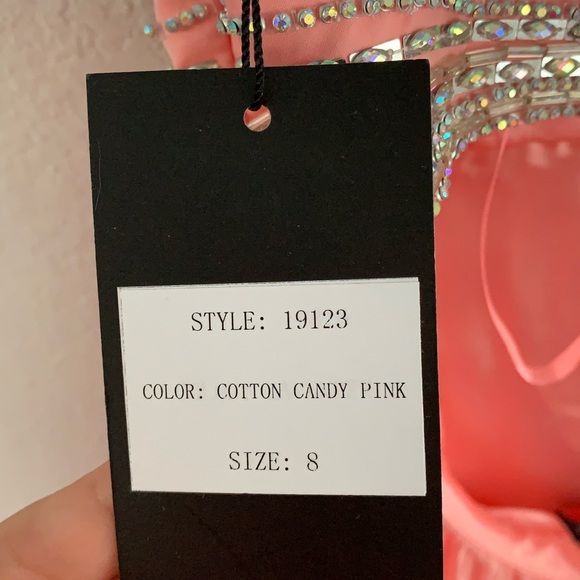 STYLE: 19123
COLOR: COTTON CANDY PINK
SIZE: 8